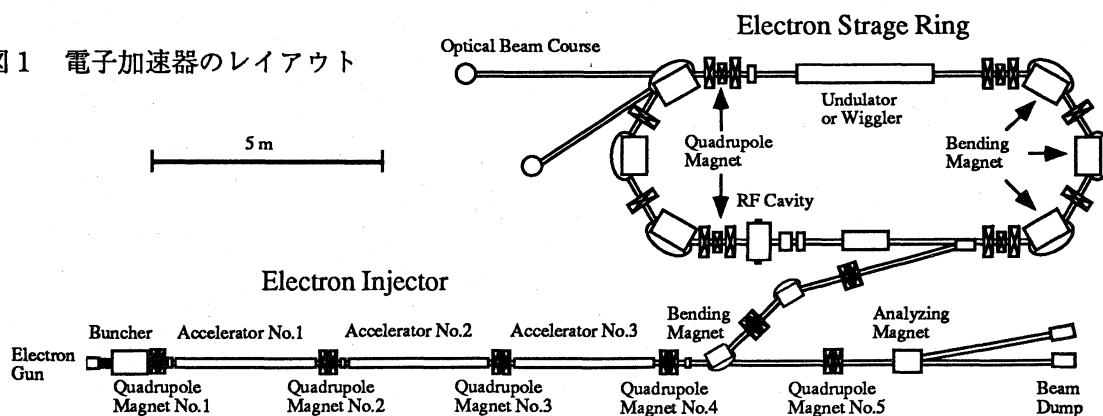 図1 電子加速器のレイアウト
Electron Strage Ring
Optical Beam Course
5 m
Undulator
or Wiggler
Quadrupole
Magnet
Bending
Magnet
RF Cavity
Electron Injector
Buncher
Accelerator No.1
Accelerator No.2
Accelerator No.3
Bending
Magnet
Analyzing
Magnet
Electron
Gun
Quadrupole
Magnet No.1
Quadrupole
Magnet No.2
Quadrupole
Magnet No.3
Quadrupole
Magnet No.4
Quadrupole
Magnet No.5
Beam
Dump